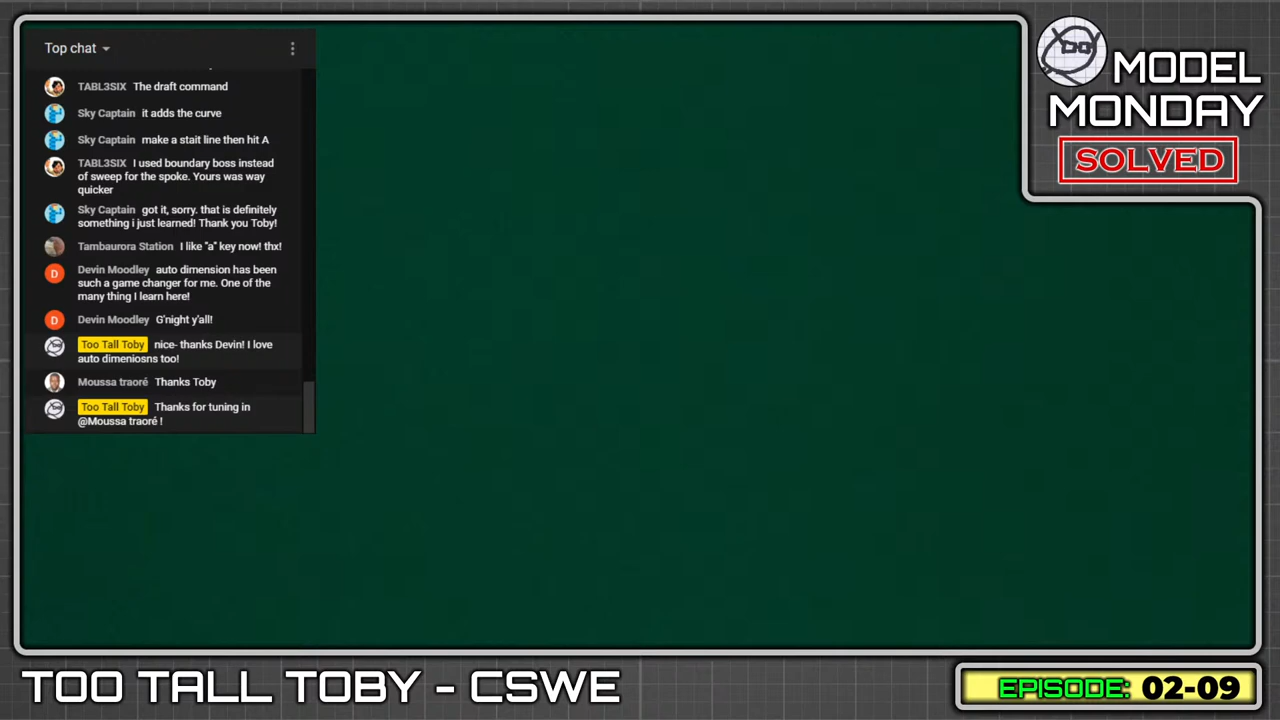 Top chat
TABL3SIX The draft command
Sky Captain it adds the curve
Sky Captain make a stait line then hit A
TABL3SIX I used boundary boss instead
of sweep for the spoke. Yours was way
quicker
Sky Captain got it, sorry. that is definitely
something i just learned! Thank you Toby!
Tambaurora Station I like "a" key now! thx!
D
Devin Moodley auto dimension has been
such a game changer for me. One of the
many thing I learn here!
D
Devin Moodley G'night y'all!
Too Tall Toby nice- thanks Devin! I love
auto dimeniosns too!
Moussa traoré Thanks Toby
Too Tall Toby Thanks for tuning in
@Moussa traoré !
MODEL
MONDAY
SOLVED
TOO TALL TOBY - CSWE
EPISODE: 02-09